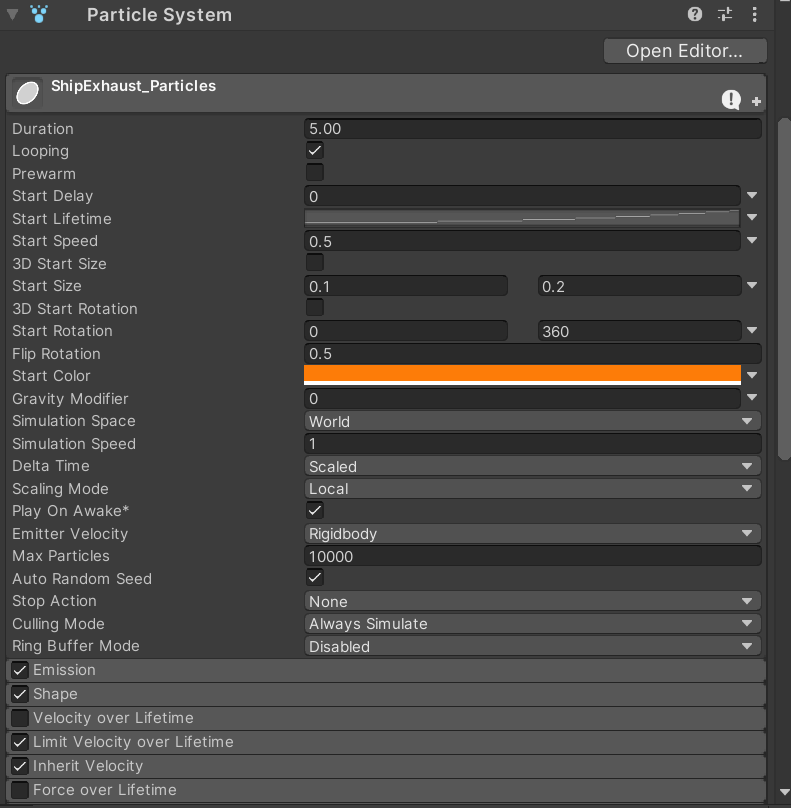 Particle System
Open Editor...
ShipExhaust_Particles
Duration 5.00
Looping
Prewarm
Start Delay 0
Start Lifetime
Start Speed 0.5
3D Start Size
Start Size 0.1 0.2
3D Start Rotation
Start Rotation 0 360
Flip Rotation 0.5
Start Color
Gravity Modifier 0
Simulation Space World
Simulation Speed 1
Delta Time Scaled
Scaling Mode Local
Play On Awake*
Emitter Velocity Rigidbody
Max Particles 10000
Auto Random Seed
Stop Action None
Culling Mode Always Simulate
Ring Buffer Mode Disabled
Emission
Shape
Velocity over Lifetime
Limit Velocity over Lifetime
Inherit Velocity
Force over Lifetime